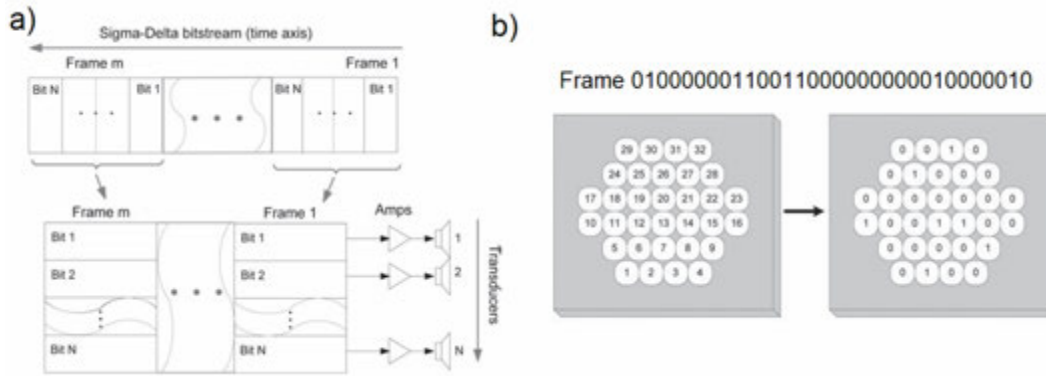 a)
Sigma-Delta bitstream (time axis)
Frame m
Frame 1
Bit N
Bit 1
Bit N
Bit 1
Frame m
Frame 1
Amps
Bit 1
Bit 1
1
Bit 2
Bit 2
2
Bit N
Bit N
N
Transducers
b)
Frame 01000000110011000000000010000010
29 30 31 32
24 25 26 27 28
17 18 19 20 21 22 23
10 11 12 13 14 15 16
5 6 7 8 9
1 2 3 4
0 0 1 0
0 1 0 0 0
0 0 0 0 0 0 0
1 0 0 1 1 0 0
0 0 0 0 1
0 1 0 0